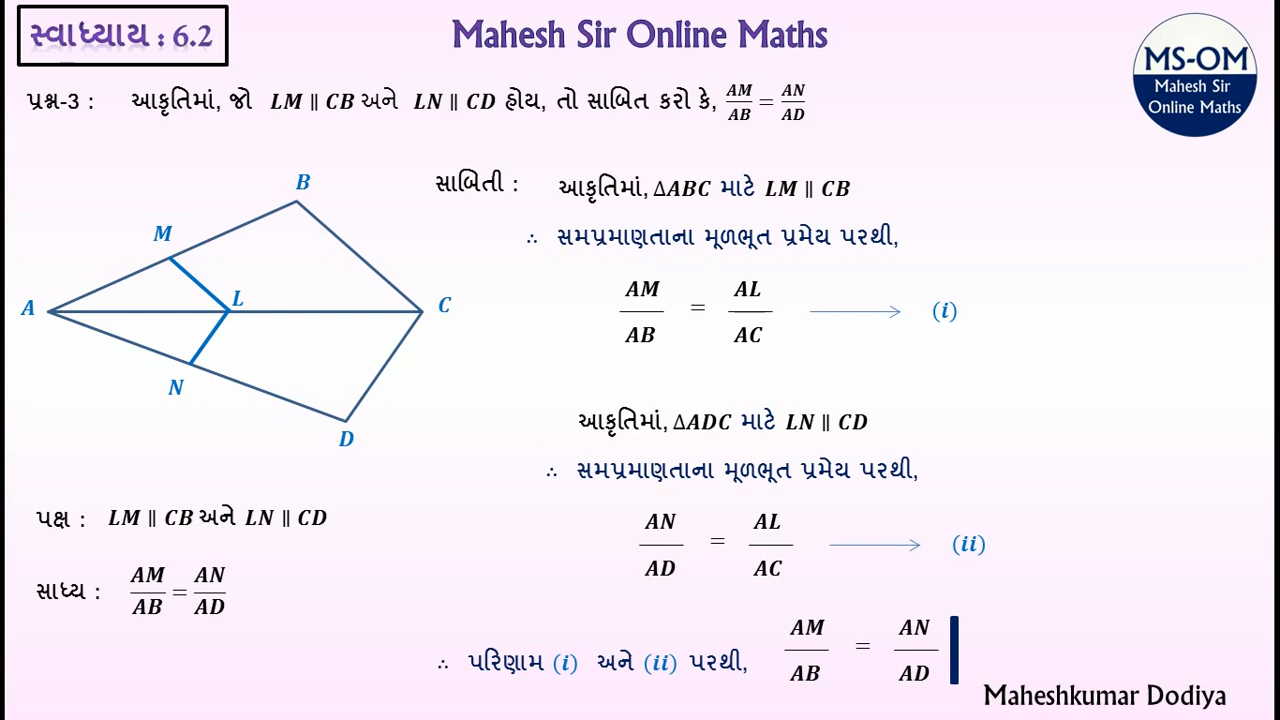 સ્વાધ્યાય : 6.2
Mahesh Sir Online Maths
MS-OM
Mahesh Sir
Online Maths
પ્રશ્ન-3 : આકૃતિમાં, જો LM ∥ CB અને LN ∥ CD હોય, તો સાબિત કરો કે, AM/AB = AN/AD
B
M
A
L
C
N
D
પક્ષ : LM ∥ CB અને LN ∥ CD
સાધ્ય : AM/AB = AN/AD
સાબિતી : આકૃતિમાં, ∆ABC માટે LM ∥ CB
∴ સમપ્રમાણતાના મૂળભૂત પ્રમેય પરથી,
AM/AB = AL/AC → (i)
આકૃતિમાં, ∆ADC માટે LN ∥ CD
∴ સમપ્રમાણતાના મૂળભૂત પ્રમેય પરથી,
AN/AD = AL/AC → (ii)
∴ પરિણામ (i) અને (ii) પરથી, AM/AB = AN/AD
Maheshkumar Dodiya